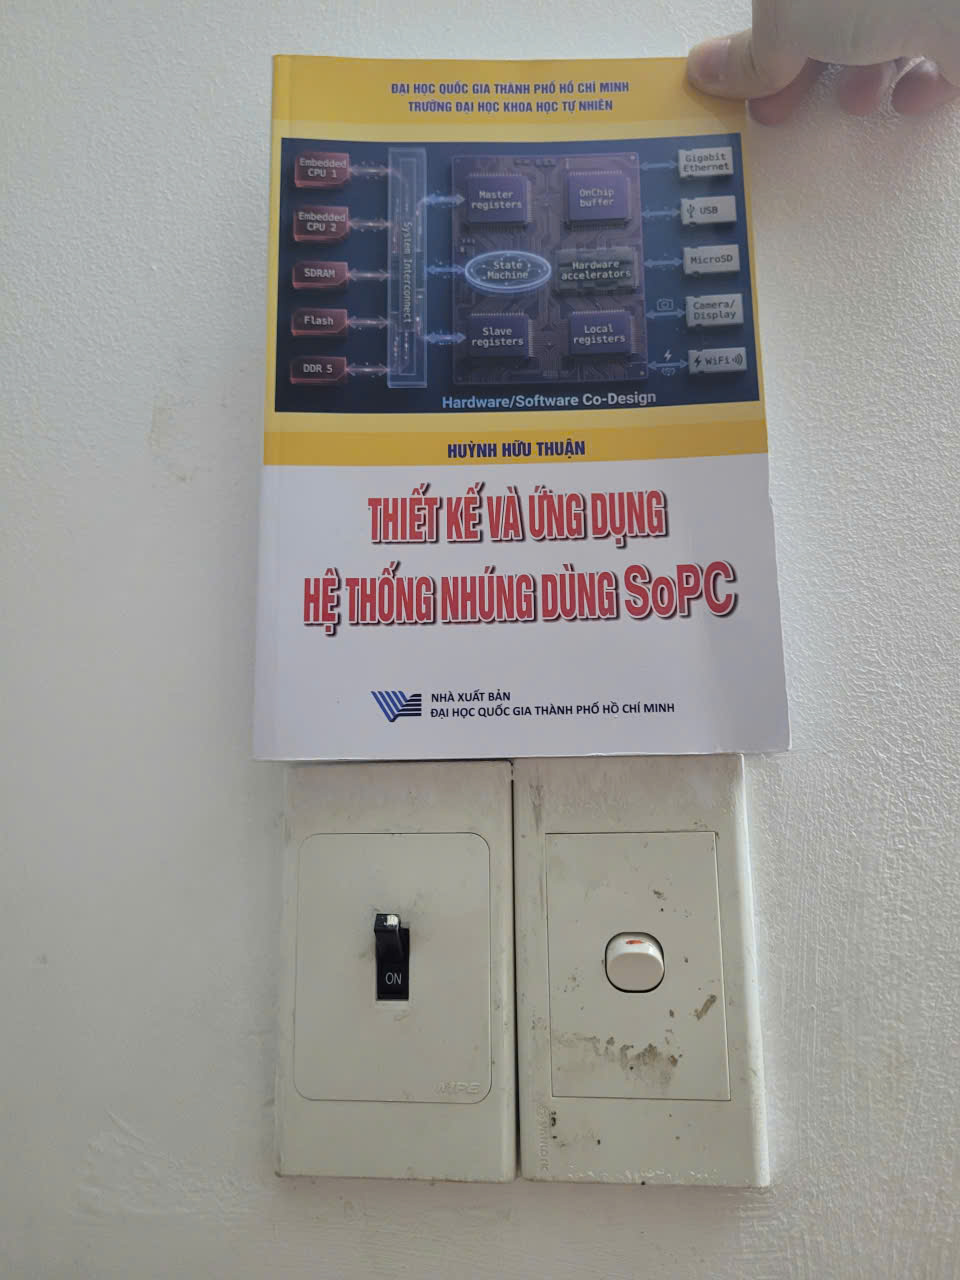 ĐẠI HỌC QUỐC GIA THÀNH PHỐ HỒ CHÍ MINH
TRƯỜNG ĐẠI HỌC KHOA HỌC TỰ NHIÊN
Embedded
CPU 1
Embedded
CPU 2
SDRAM
Flash
DDR 5
System Interconnect
Master
registers
OnChip
buffer
State
Machine
Hardware
accelerators
Slave
registers
Local
registers
Gigabit
Ethernet
USB
MicroSD
Camera/
Display
WiFi
Hardware/Software Co-Design
HUỲNH HỮU THUẬN
THIẾT KẾ VÀ ỨNG DỤNG
HỆ THỐNG NHÚNG DÙNG SoPC
NHÀ XUẤT BẢN
ĐẠI HỌC QUỐC GIA THÀNH PHỐ HỒ CHÍ MINH
ON
MPE